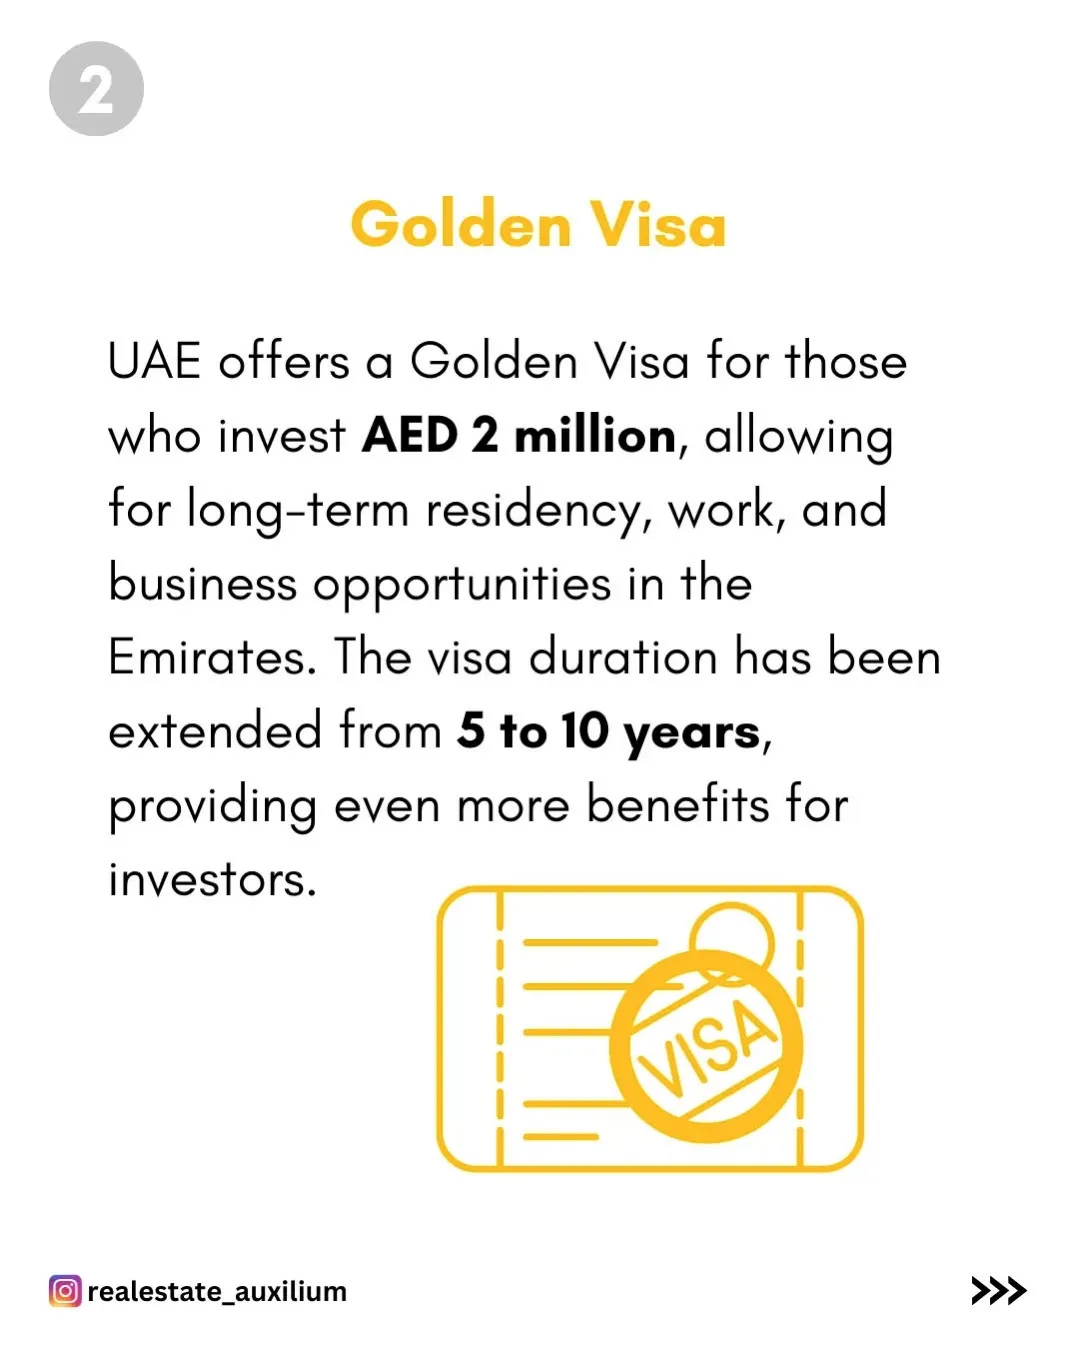 2
Golden Visa
UAE offers a Golden Visa for those
who invest AED 2 million, allowing
for long-term residency, work, and
business opportunities in the
Emirates. The visa duration has been
extended from 5 to 10 years,
providing even more benefits for
investors.
VISA
realestate_auxilium